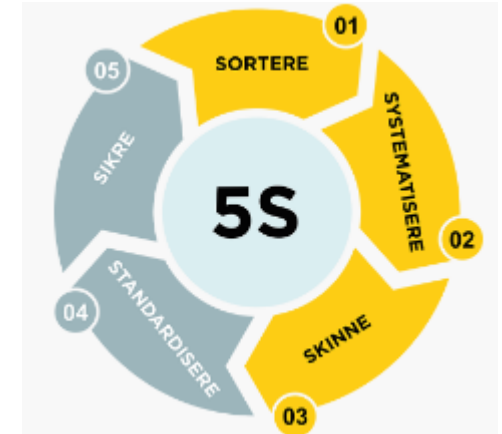 5S
01
SORTERE
02
SYSTEMATISERE
03
SKINNE
04
STANDARDISERE
05
SIKRE